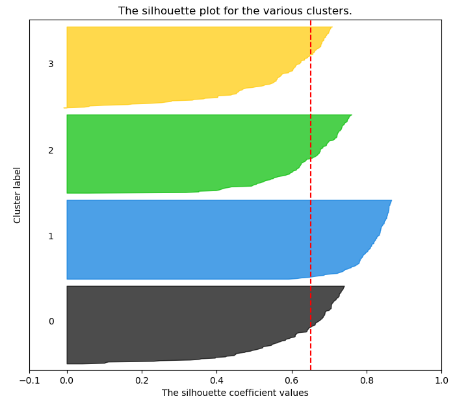 The silhouette plot for the various clusters.
Cluster label
3
2
1
0
−0.1 0.0 0.2 0.4 0.6 0.8 1.0
The silhouette coefficient values